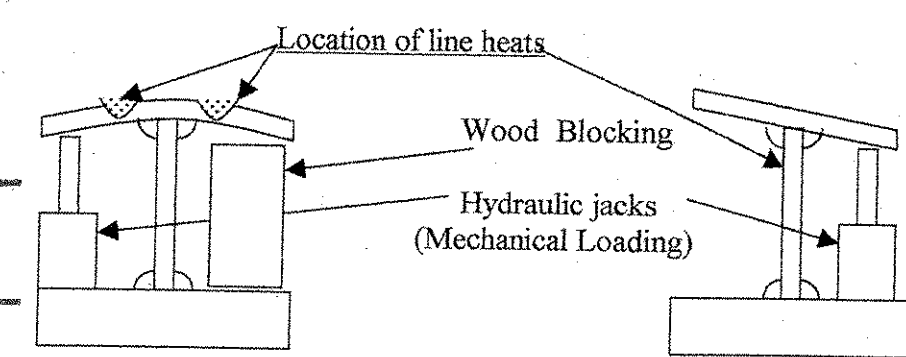 Location of line heats
Wood Blocking
Hydraulic jacks
(Mechanical Loading)